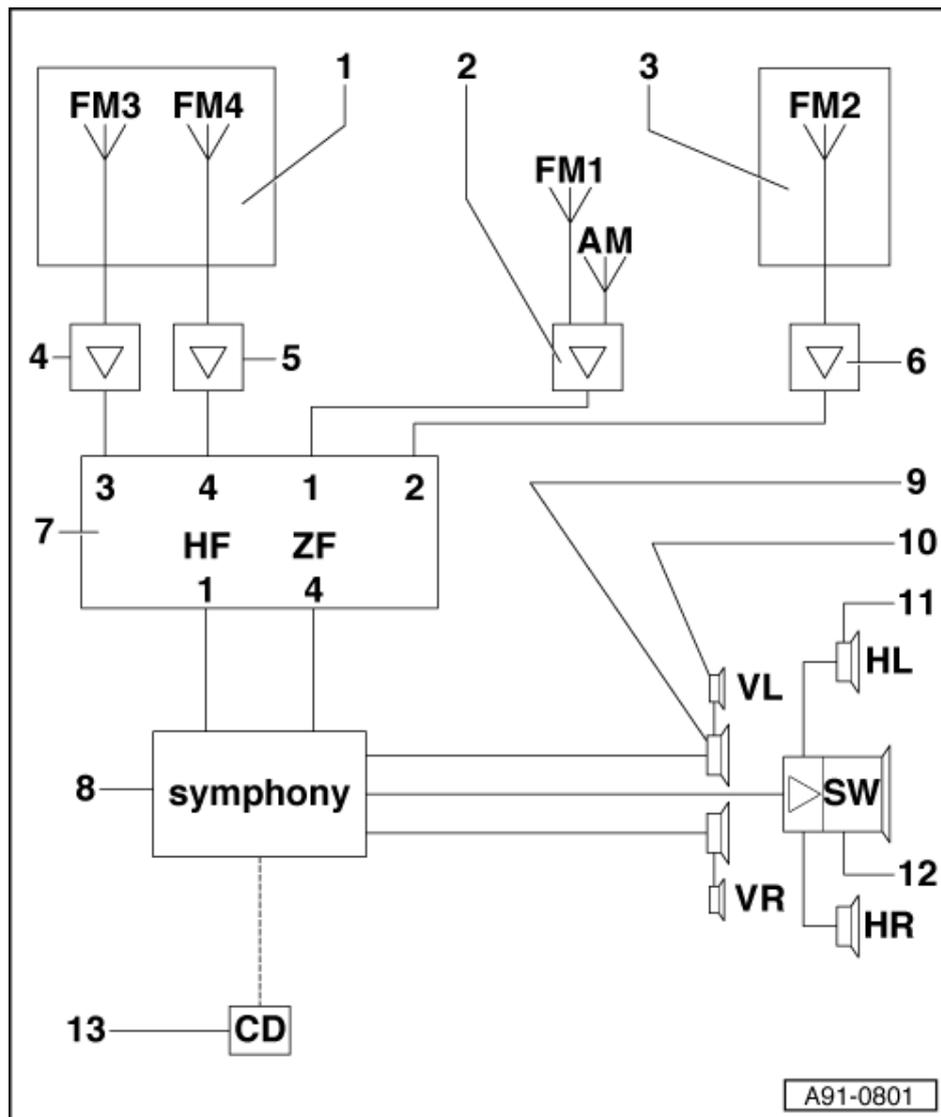 1 2 3
FM3 FM4 FM2
FM1
AM
4 5 6
3 4 1 2
9
7
HF ZF
10
1 4
11
HL
VL
8 symphony SW
12
VR
HR
13 CD
A91-0801